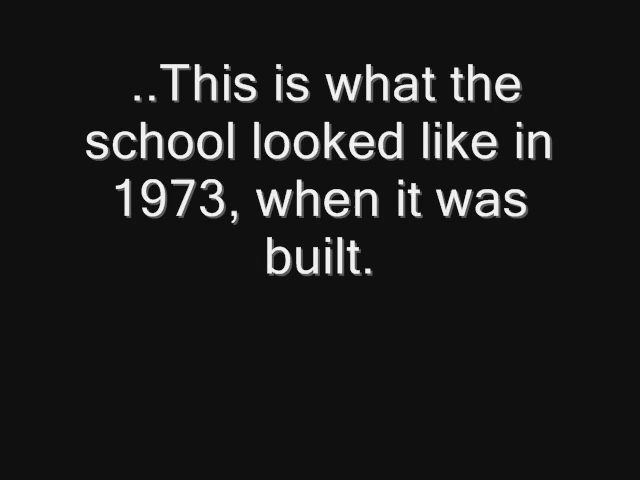 ..This is what the
school looked like in
1973, when it was
built.